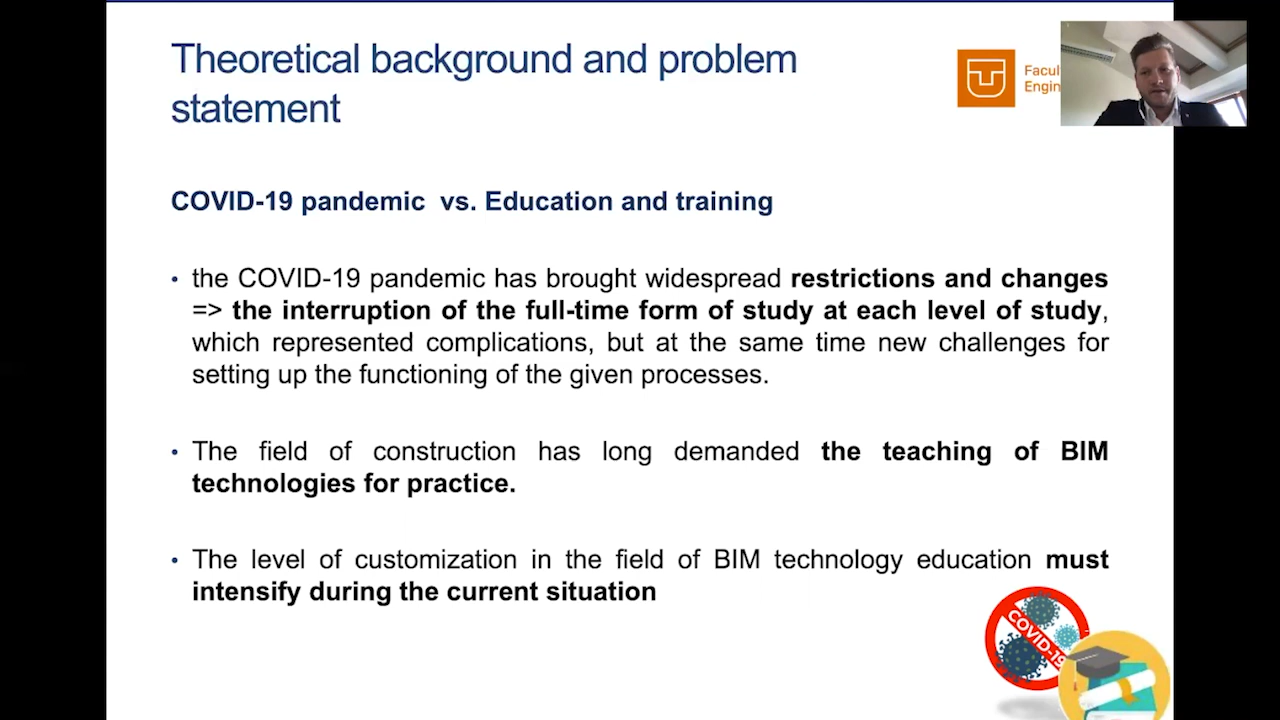 Theoretical background and problem
statement
Facul
Engin
COVID-19 pandemic vs. Education and training
• the COVID-19 pandemic has brought widespread restrictions and changes
=> the interruption of the full-time form of study at each level of study,
which represented complications, but at the same time new challenges for
setting up the functioning of the given processes.
• The field of construction has long demanded the teaching of BIM
technologies for practice.
• The level of customization in the field of BIM technology education must
intensify during the current situation
COVID-19